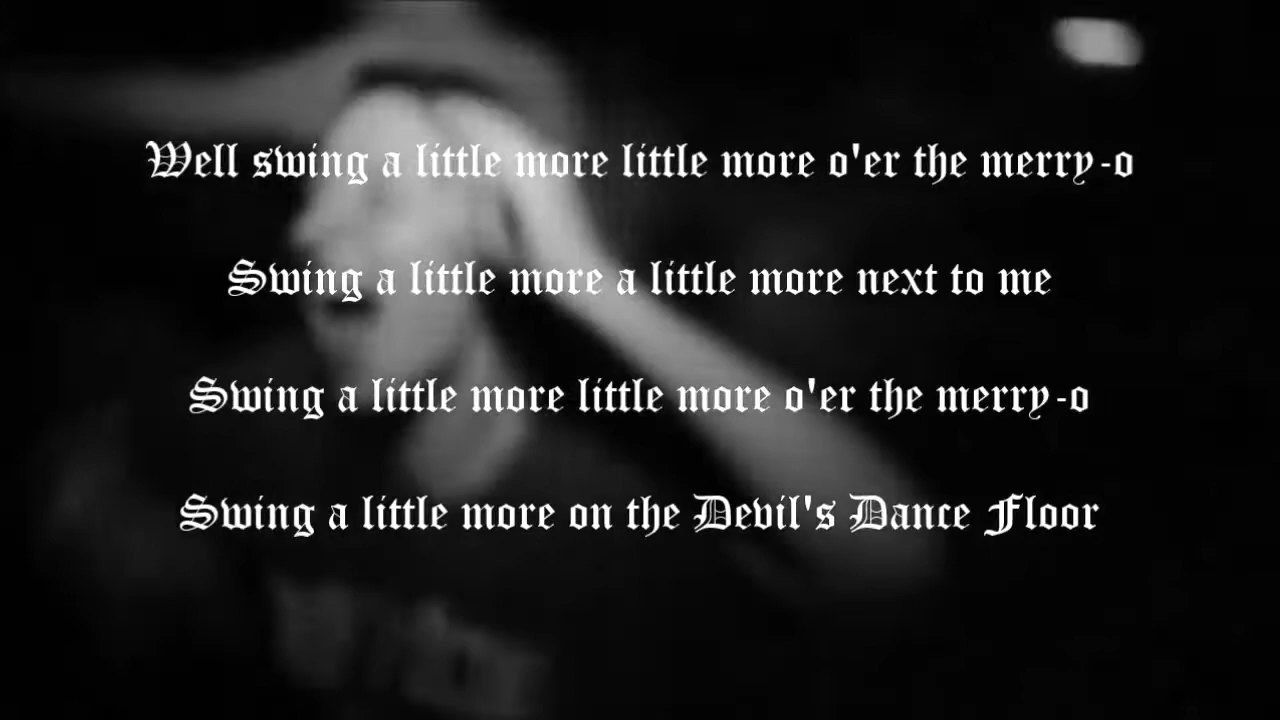 Well swing a little more little more o'er the merry-o
Swing a little more a little more next to me
Swing a little more little more o'er the merry-o
Swing a little more on the Devil's Dance Floor